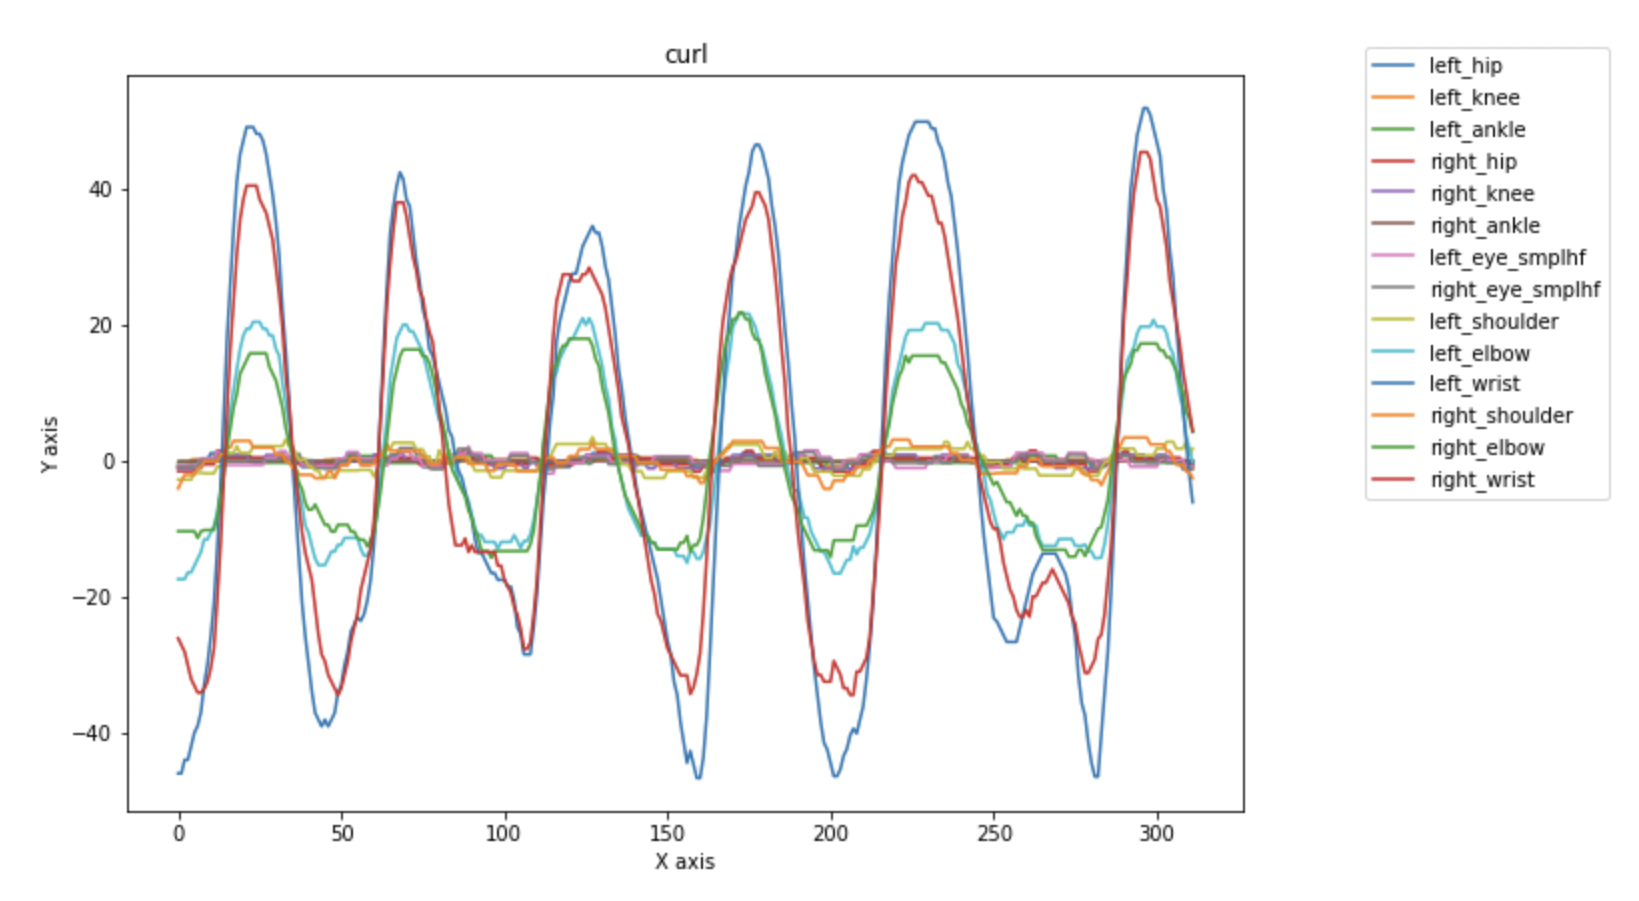 curl
left_hip
left_knee
left_ankle
right_hip
right_knee
right_ankle
left_eye_smplhf
right_eye_smplhf
left_shoulder
left_elbow
left_wrist
right_shoulder
right_elbow
right_wrist
Y axis
40
20
0
−20
−40
0 50 100 150 200 250 300
X axis